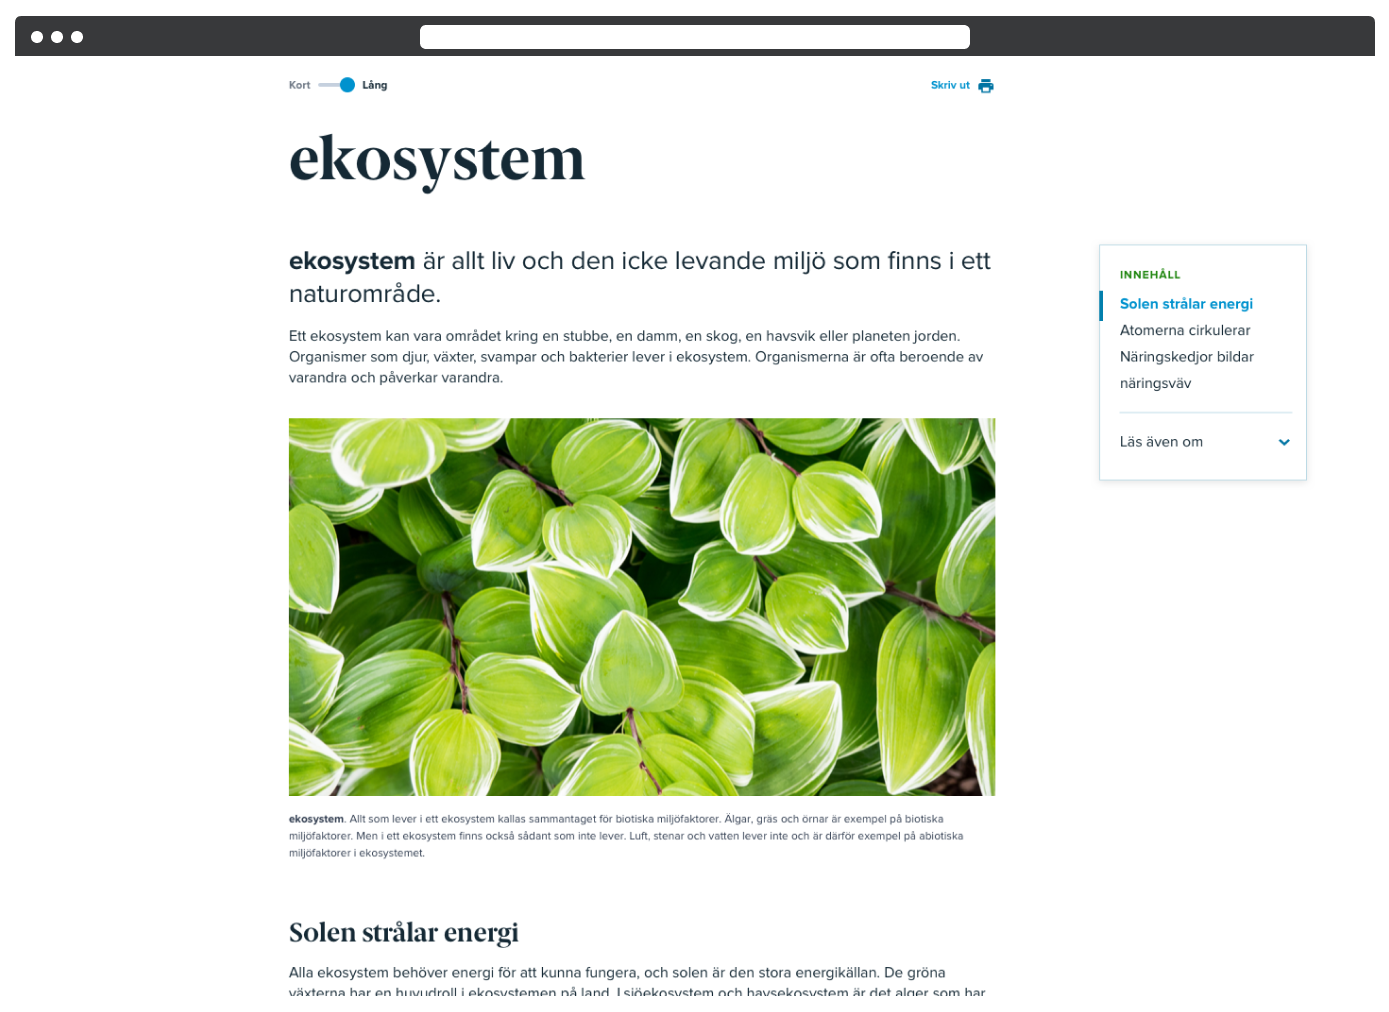 Kort Lång
Skriv ut
ekosystem
ekosystem är allt liv och den icke levande miljö som finns i ett
naturområde.
Ett ekosystem kan vara området kring en stubbe, en damm, en skog, en havsvik eller planeten jorden.
Organismer som djur, växter, svampar och bakterier lever i ekosystem. Organismerna är ofta beroende av
varandra och påverkar varandra.
INNEHÅLL
Solen strålar energi
Atomerna cirkulerar
Näringskedjor bildar
näringsväv
Läs även om
ekosystem. Allt som lever i ett ekosystem kallas sammantaget för biotiska miljöfaktorer. Älgar, gräs och örnar är exempel på biotiska
miljöfaktorer. Men i ett ekosystem finns också sådant som inte lever. Luft, stenar och vatten lever inte och är därför exempel på abiotiska
miljöfaktorer i ekosystemet.
Solen strålar energi
Alla ekosystem behöver energi för att kunna fungera, och solen är den stora energikällan. De gröna
växterna har en huvudroll i ekosystemen på land. I sjöekosystem och havsekosystem är det alger som har